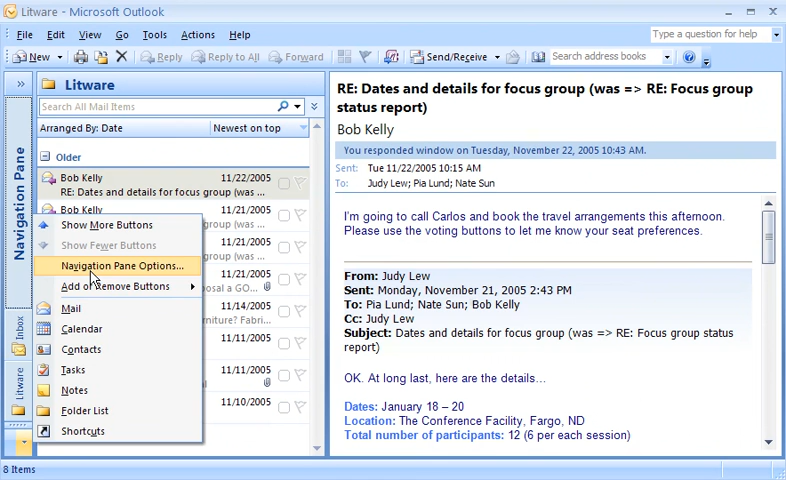 Litware - Microsoft Outlook
File Edit View Go Tools Actions Help
Type a question for help
New Reply Reply to All Forward Send/Receive Search address books
Litware
Search All Mail Items
Arranged By: Date Newest on top
Older
Bob Kelly 11/22/2005
RE: Dates and details for focus group (was ...
Bob Kelly 11/21/2005
group (was ...
11/21/2005
group (was ...
11/21/2005
posal a GO...
11/14/2005
rniture? Fabri...
11/11/2005
11/11/2005
11/10/2005
Navigation Pane
Inbox
Litware
Show More Buttons
Show Fewer Buttons
Navigation Pane Options...
Add or Remove Buttons
Mail
Calendar
Contacts
Tasks
Notes
Folder List
Shortcuts
RE: Dates and details for focus group (was => RE: Focus group
status report)
Bob Kelly
You responded window on Tuesday, November 22, 2005 10:43 AM.
Sent: Tue 11/22/2005 10:15 AM
To: Judy Lew; Pia Lund; Nate Sun
I'm going to call Carlos and book the travel arrangements this afternoon.
Please use the voting buttons to let me know your seat preferences.
From: Judy Lew
Sent: Monday, November 21, 2005 2:43 PM
To: Pia Lund; Nate Sun; Bob Kelly
Cc: Judy Lew
Subject: Dates and details for focus group (was => RE: Focus group status
report)
OK. At long last, here are the details...
Dates: January 18 – 20
Location: The Conference Facility, Fargo, ND
Total number of participants: 12 (6 per each session)
8 Items